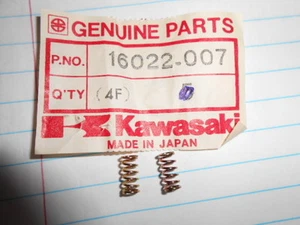 GENUINE PARTS
P.NO. 16022-007
Q'TY (4F)
Kawasaki
MADE IN JAPAN